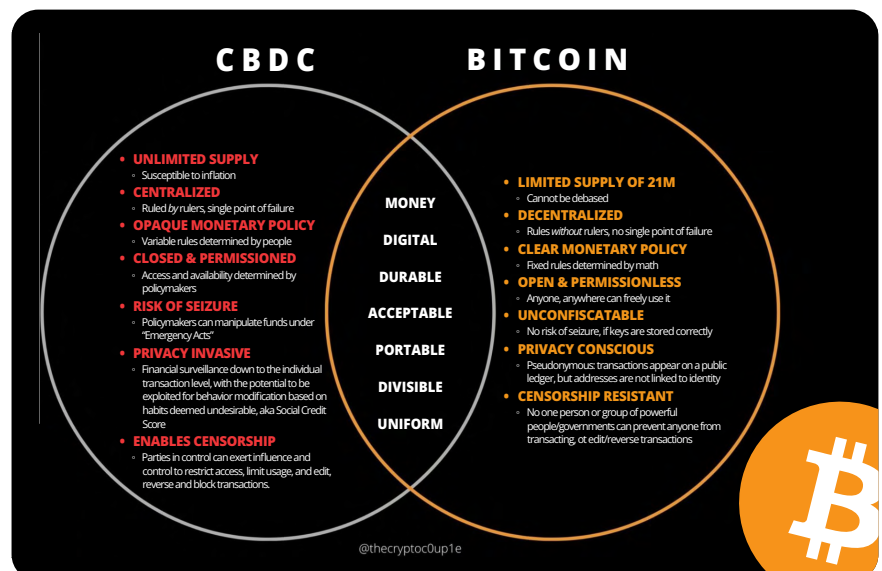 CBDC
BITCOIN
• UNLIMITED SUPPLY
◦ Susceptible to inflation
• CENTRALIZED
◦ Ruled by rulers, single point of failure
• OPAQUE MONETARY POLICY
◦ Variable rules determined by people
• CLOSED & PERMISSIONED
◦ Access and availability determined by
policymakers
• RISK OF SEIZURE
◦ Policymakers can manipulate funds under
“Emergency Acts”
• PRIVACY INVASIVE
◦ Financial surveillance down to the individual
transaction level, with the potential to be
exploited for behavior modification based on
habits deemed undesirable, aka Social Credit
Score
• ENABLES CENSORSHIP
◦ Parties in control can exert influence and
control to restrict access, limit usage, and edit,
reverse and block transactions.
MONEY
DIGITAL
DURABLE
ACCEPTABLE
PORTABLE
DIVISIBLE
UNIFORM
• LIMITED SUPPLY OF 21M
◦ Cannot be debased
• DECENTRALIZED
◦ Rules without rulers, no single point of failure
• CLEAR MONETARY POLICY
◦ Fixed rules determined by math
• OPEN & PERMISSIONLESS
◦ Anyone, anywhere can freely use it
• UNCONFISCATABLE
◦ No risk of seizure, if keys are stored correctly
• PRIVACY CONSCIOUS
◦ Pseudonymous: transactions appear on a public
ledger, but addresses are not linked to identity
• CENSORSHIP RESISTANT
◦ No one person or group of powerful
people/governments can prevent anyone from
transacting, ot edit/reverse transactions
@thecryptoc0up1e